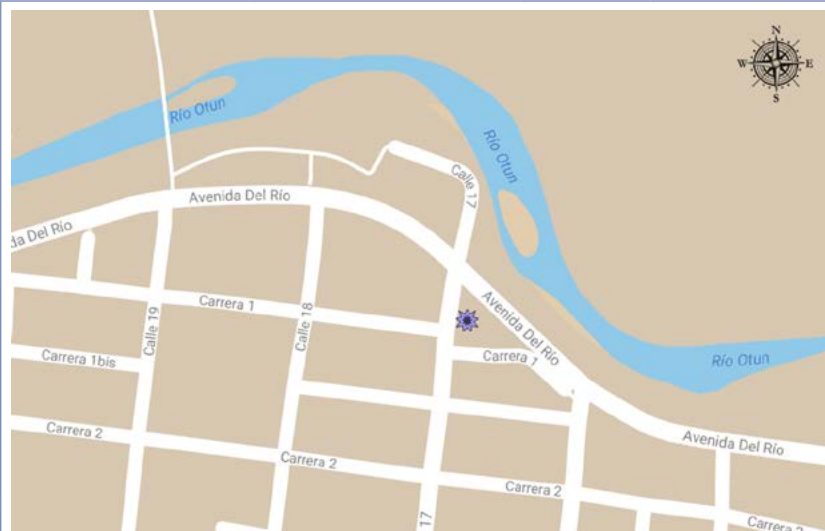 N
W E
S
Río Otun
Río Otun
Calle 17
Avenida Del Río
da Del Río
Carrera 1
Calle 19
Calle 18
Avenida Del Río
Carrera 1bis
Carrera 1
Río Otun
Carrera 2
Avenida Del Río
Carrera 2
Carrera 2
17